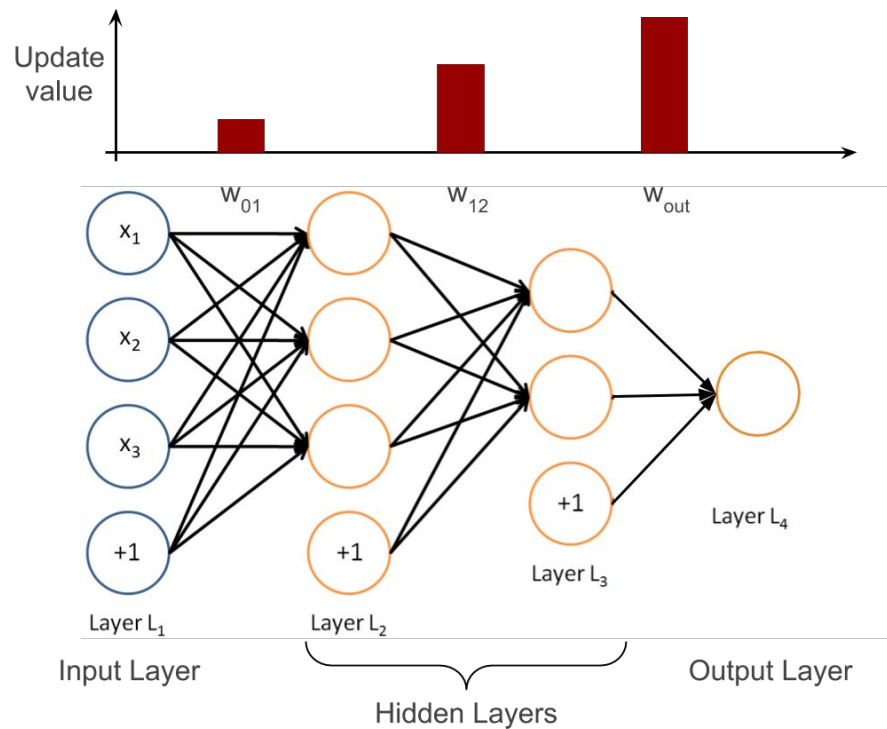 Update
value
w01
w12
wout
x1
x2
x3
+1
+1
+1
Layer L1
Layer L2
Layer L3
Layer L4
Input Layer
Hidden Layers
Output Layer